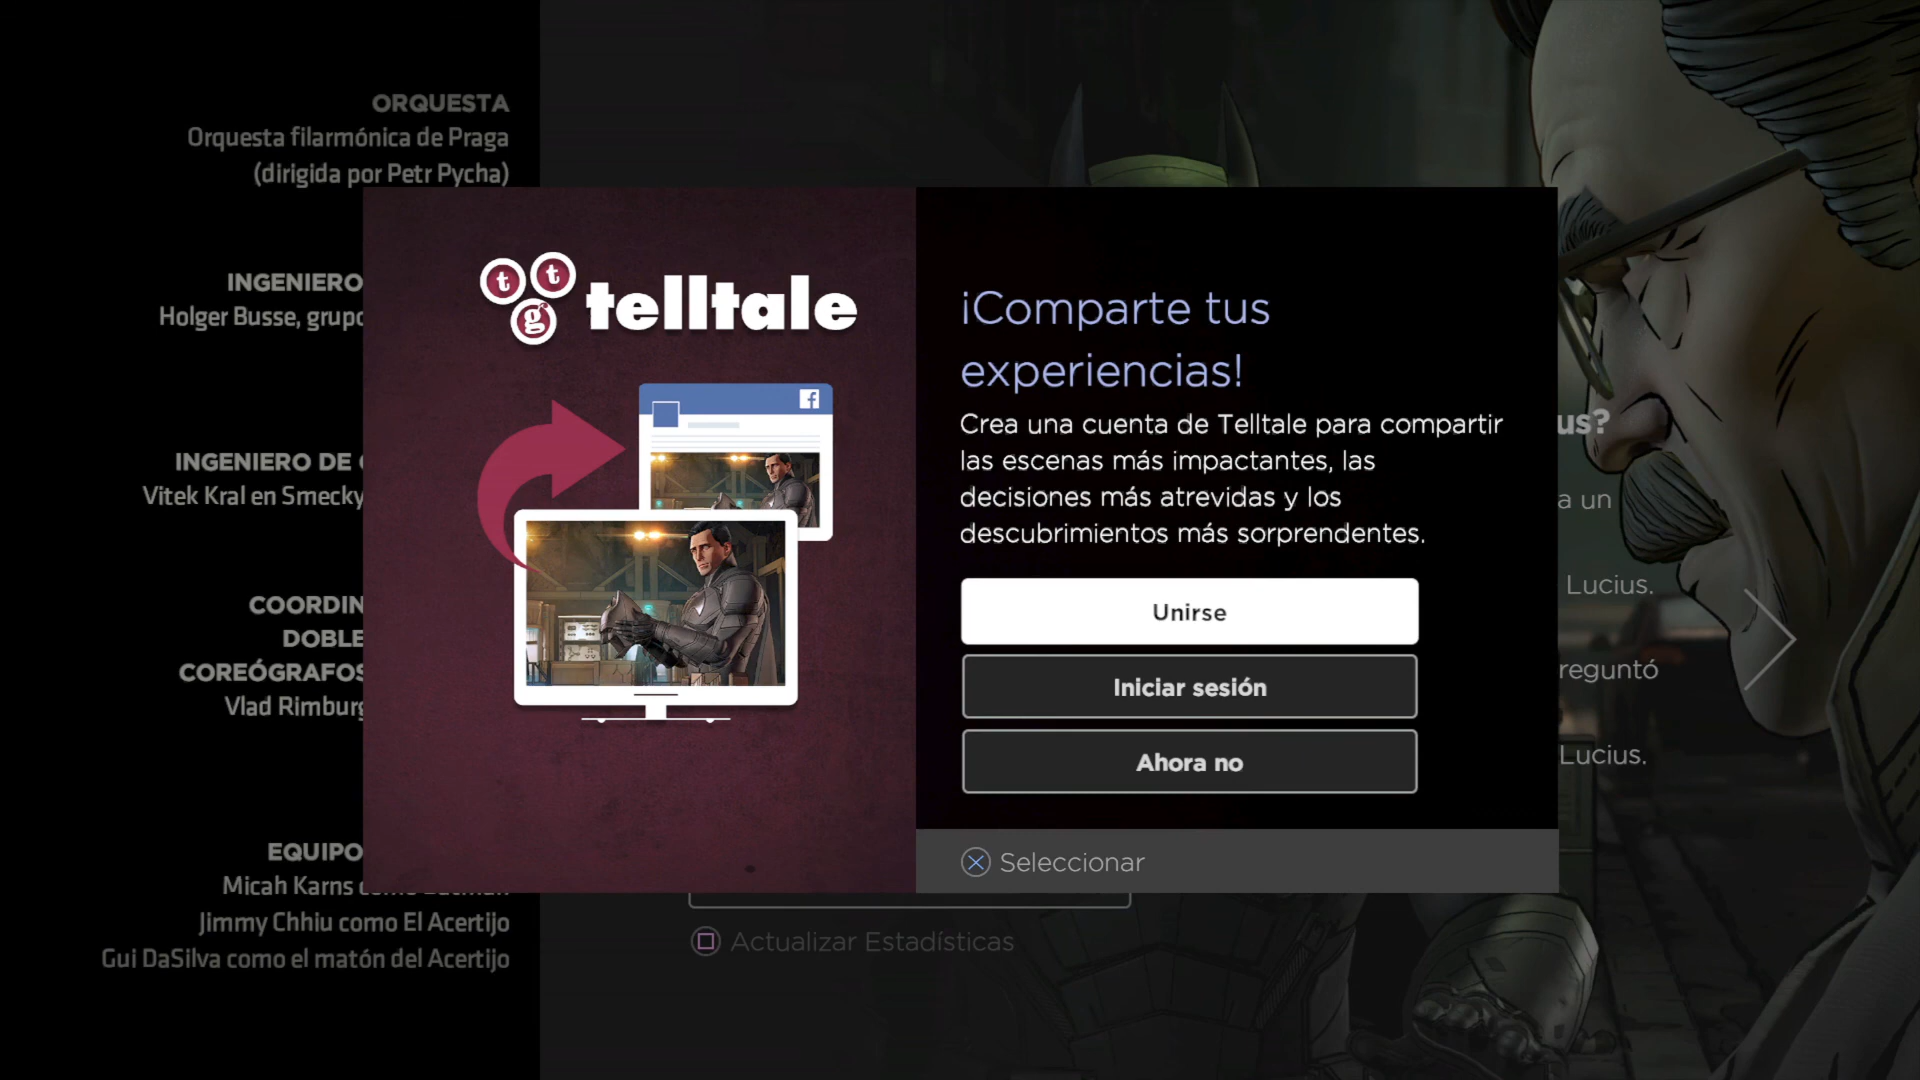 ORQUESTA
Orquesta filarmónica de Praga
(dirigida por Petr Pycha)
INGENIERO
Holger Busse, grupo
INGENIERO DE
Vitek Kral en Smecky
COORDIN
DOBLE
COREÓGRAFOS
Vlad Rimburg
EQUIPO
Micah Karns
Jimmy Chhiu como El Acertijo
Gui DaSilva como el matón del Acertijo
ttg telltale
f
¡Comparte tus
experiencias!
Crea una cuenta de Telltale para compartir
las escenas más impactantes, las
decisiones más atrevidas y los
descubrimientos más sorprendentes.
Unirse
Iniciar sesión
Ahora no
Seleccionar
us?
a un
Lucius.
reguntó
Lucius.
Actualizar Estadísticas